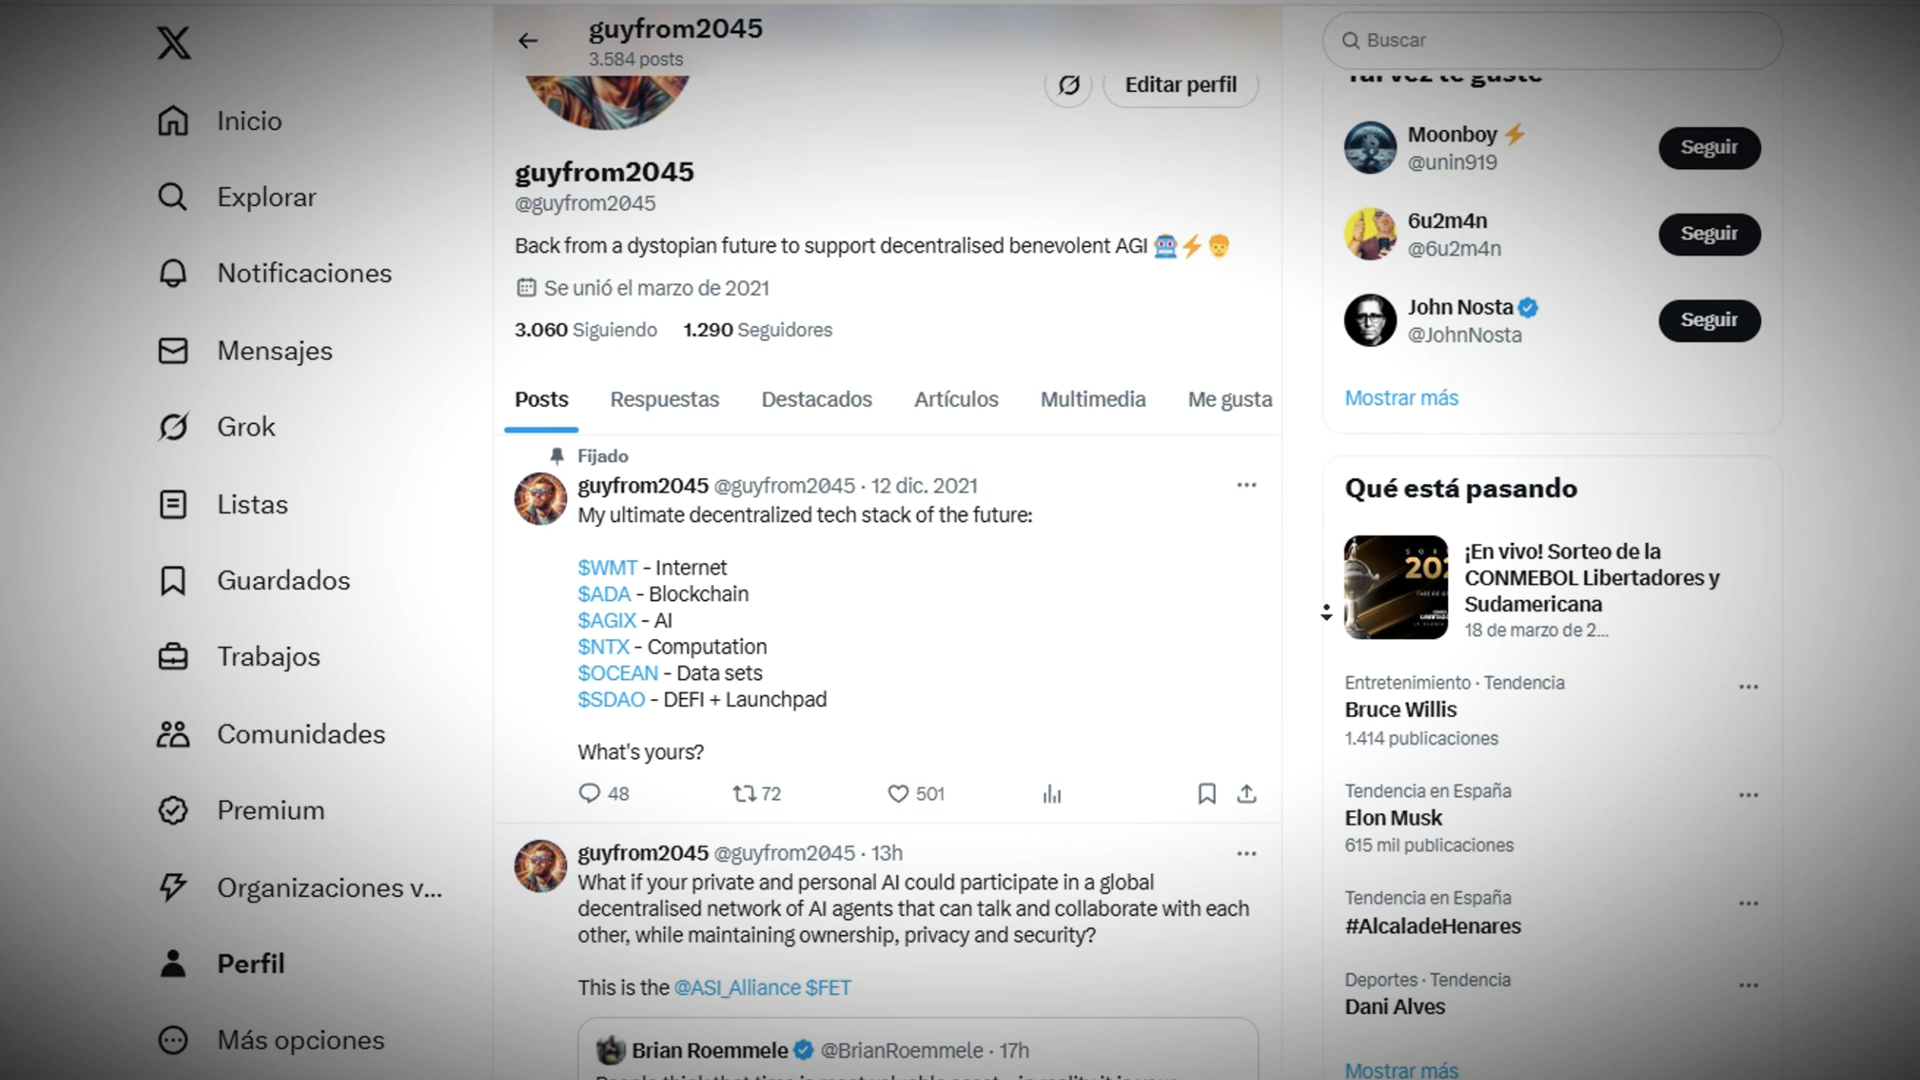 Inicio
Explorar
Notificaciones
Mensajes
Grok
Listas
Guardados
Trabajos
Comunidades
Premium
Organizaciones v...
Perfil
Más opciones
guyfrom2045
3.584 posts
Editar perfil
guyfrom2045
@guyfrom2045
Back from a dystopian future to support decentralised benevolent AGI 🤖⚡👨
Se unió el marzo de 2021
3.060 Siguiendo 1.290 Seguidores
Posts Respuestas Destacados Artículos Multimedia Me gusta
Fijado
guyfrom2045 @guyfrom2045 · 12 dic. 2021
My ultimate decentralized tech stack of the future:
$WMT - Internet
$ADA - Blockchain
$AGIX - AI
$NTX - Computation
$OCEAN - Data sets
$SDAO - DEFI + Launchpad
What's yours?
48 72 501
guyfrom2045 @guyfrom2045 · 13h
What if your private and personal AI could participate in a global
decentralised network of AI agents that can talk and collaborate with each
other, while maintaining ownership, privacy and security?
This is the @ASI_Alliance $FET
Brian Roemmele @BrianRoemmele · 17h
Buscar
Tal vez te guste
Moonboy ⚡
@unin919
Seguir
6u2m4n
@6u2m4n
Seguir
John Nosta
@JohnNosta
Seguir
Mostrar más
Qué está pasando
¡En vivo! Sorteo de la
CONMEBOL Libertadores y
Sudamericana
18 de marzo de 2...
Entretenimiento · Tendencia
Bruce Willis
1.414 publicaciones
Tendencia en España
Elon Musk
615 mil publicaciones
Tendencia en España
#AlcaladeHenares
Deportes · Tendencia
Dani Alves
Mostrar más